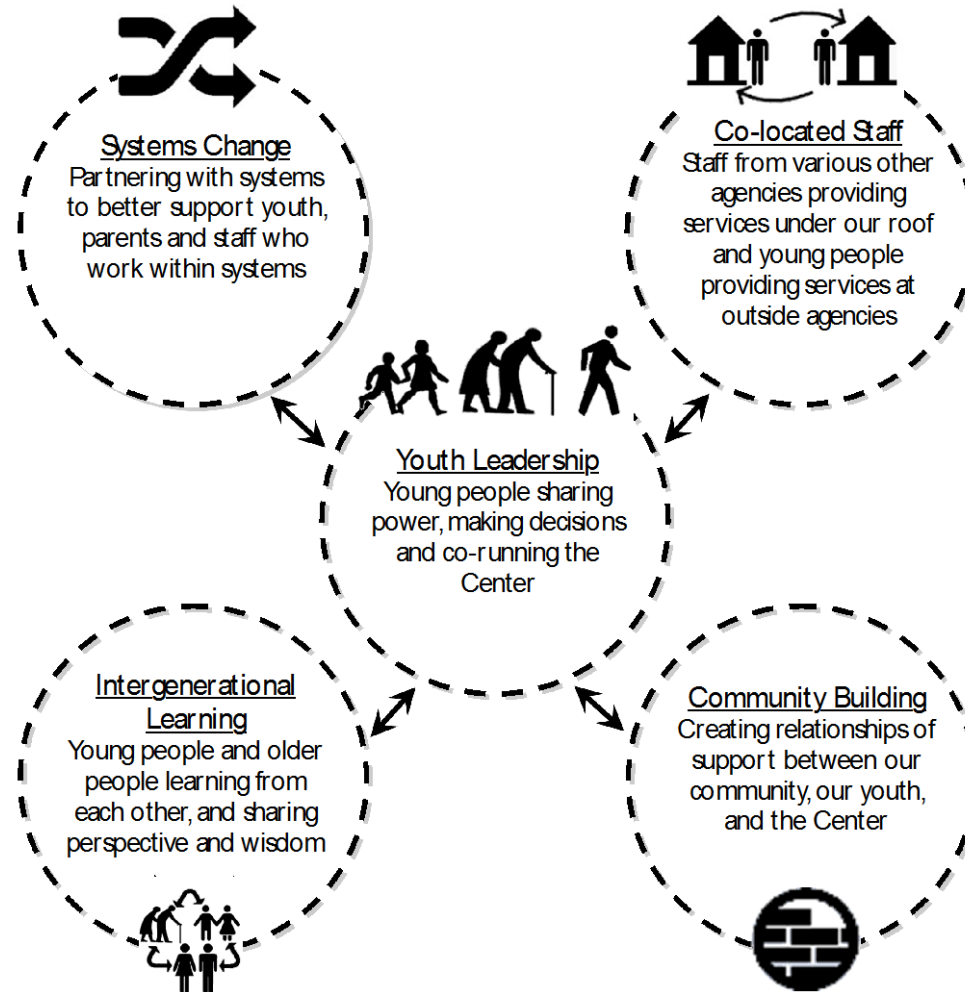 Systems Change
Partnering with systems
to better support youth,
parents and staff who
work within systems
Co-located Staff
Staff from various other
agencies providing
services under our roof
and young people
providing services at
outside agencies
Youth Leadership
Young people sharing
power, making decisions
and co-running the
Center
Intergenerational
Learning
Young people and older
people learning from
each other, and sharing
perspective and wisdom
Community Building
Creating relationships of
support between our
community, our youth,
and the Center